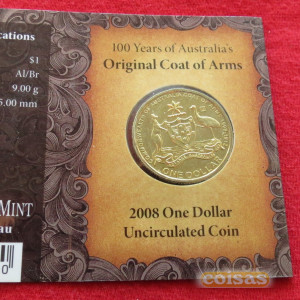 cations
$1
Al/Br
9.00 g
5.00 mm
MINT
au
0
100 Years of Australia's
Original Coat of Arms
ONE DOLLAR
2008 One Dollar
Uncirculated Coin
coisas